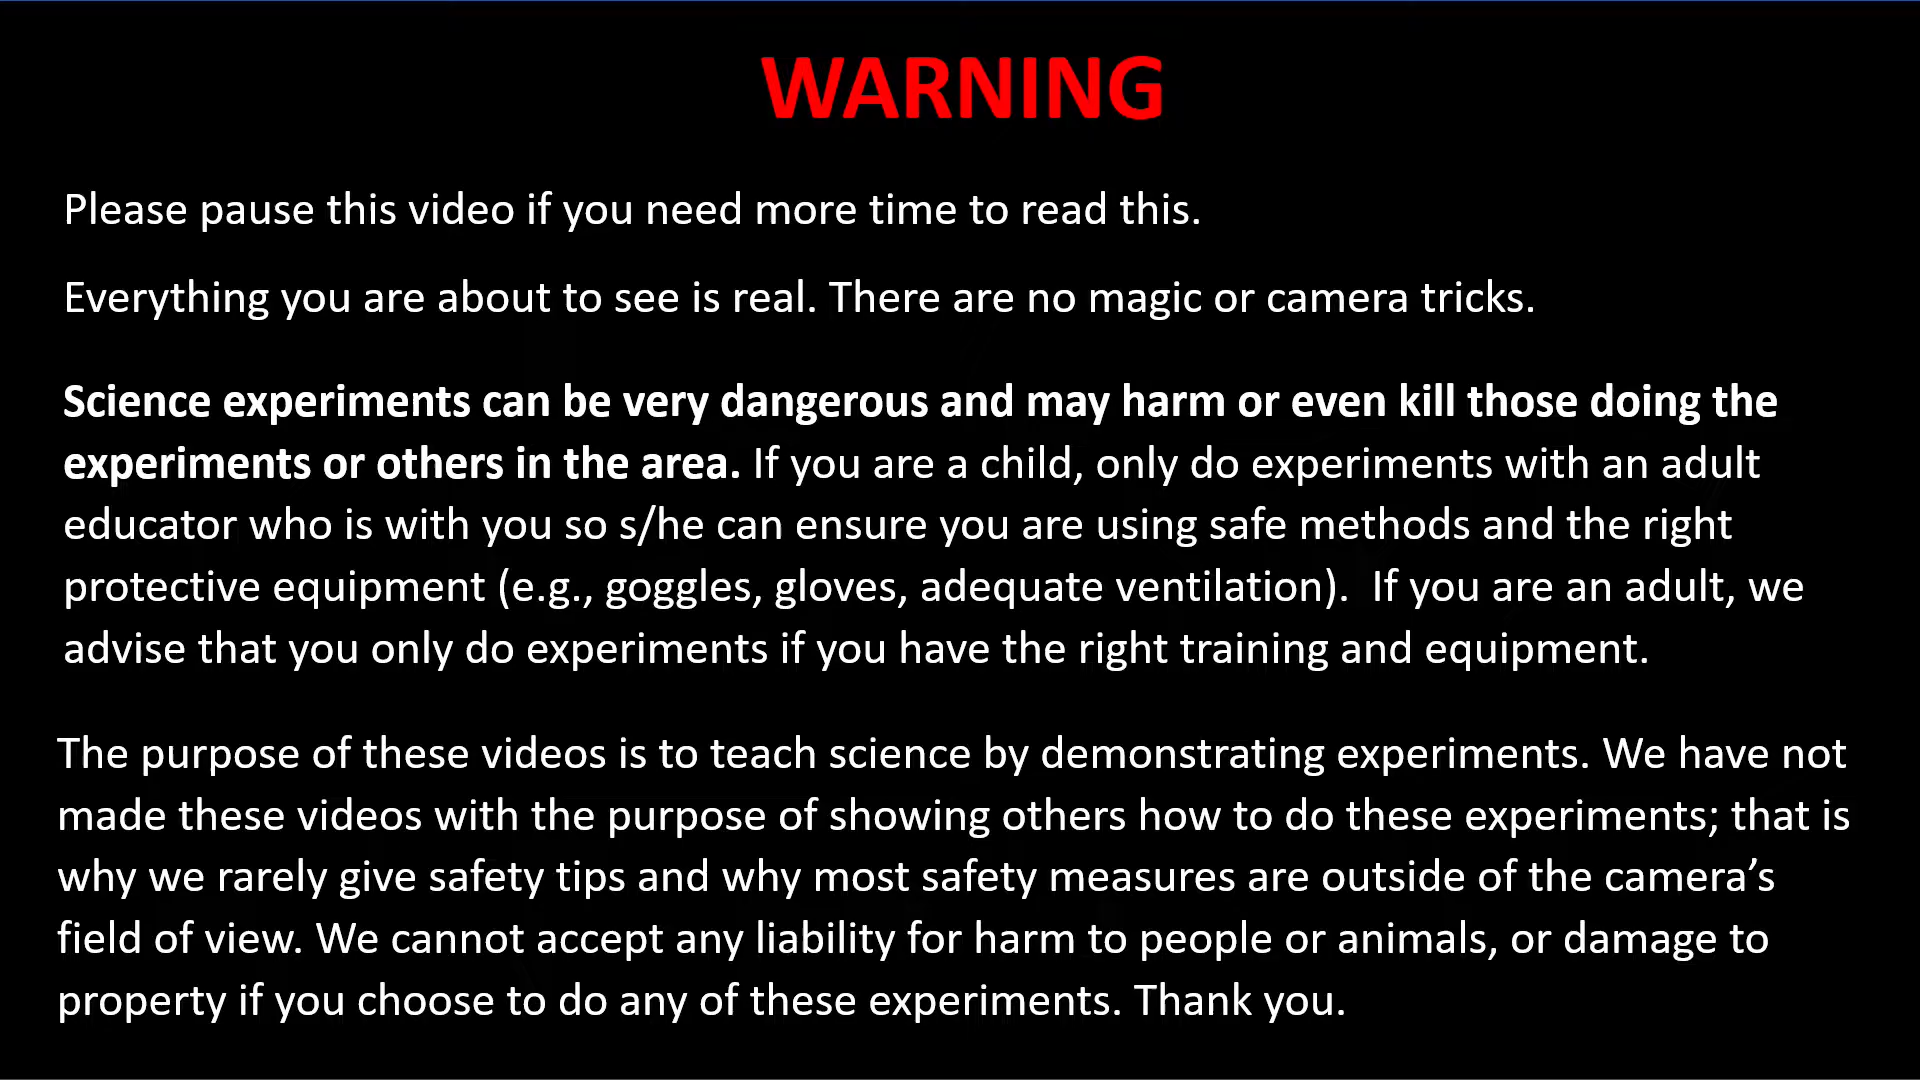 WARNING
Please pause this video if you need more time to read this.
Everything you are about to see is real. There are no magic or camera tricks.
Science experiments can be very dangerous and may harm or even kill those doing the
experiments or others in the area. If you are a child, only do experiments with an adult
educator who is with you so s/he can ensure you are using safe methods and the right
protective equipment (e.g., goggles, gloves, adequate ventilation).  If you are an adult, we
advise that you only do experiments if you have the right training and equipment.
The purpose of these videos is to teach science by demonstrating experiments. We have not
made these videos with the purpose of showing others how to do these experiments; that is
why we rarely give safety tips and why most safety measures are outside of the camera’s
field of view. We cannot accept any liability for harm to people or animals, or damage to
property if you choose to do any of these experiments. Thank you.